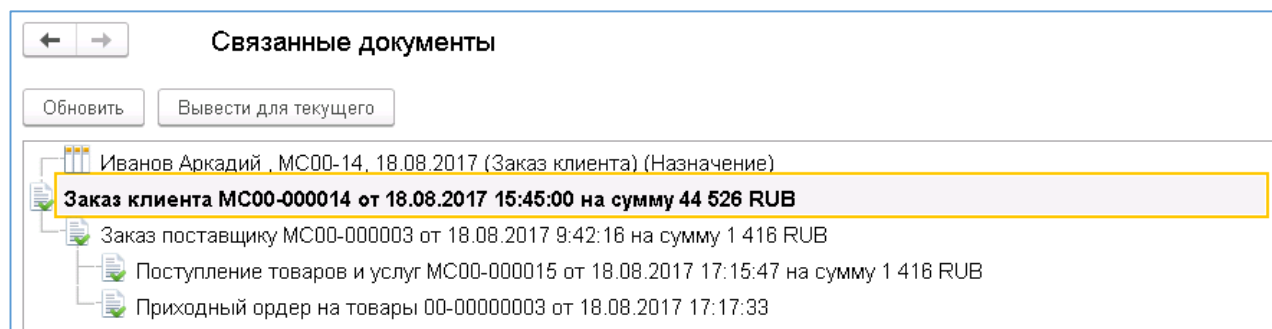 Связанные документы
Обновить Вывести для текущего
Иванов Аркадий , МС00-14, 18.08.2017 (Заказ клиента) (Назначение)
Заказ клиента МС00-000014 от 18.08.2017 15:45:00 на сумму 44 526 RUB
Заказ поставщику МС00-000003 от 18.08.2017 9:42:16 на сумму 1 416 RUB
Поступление товаров и услуг МС00-000015 от 18.08.2017 17:15:47 на сумму 1 416 RUB
Приходный ордер на товары 00-00000003 от 18.08.2017 17:17:33